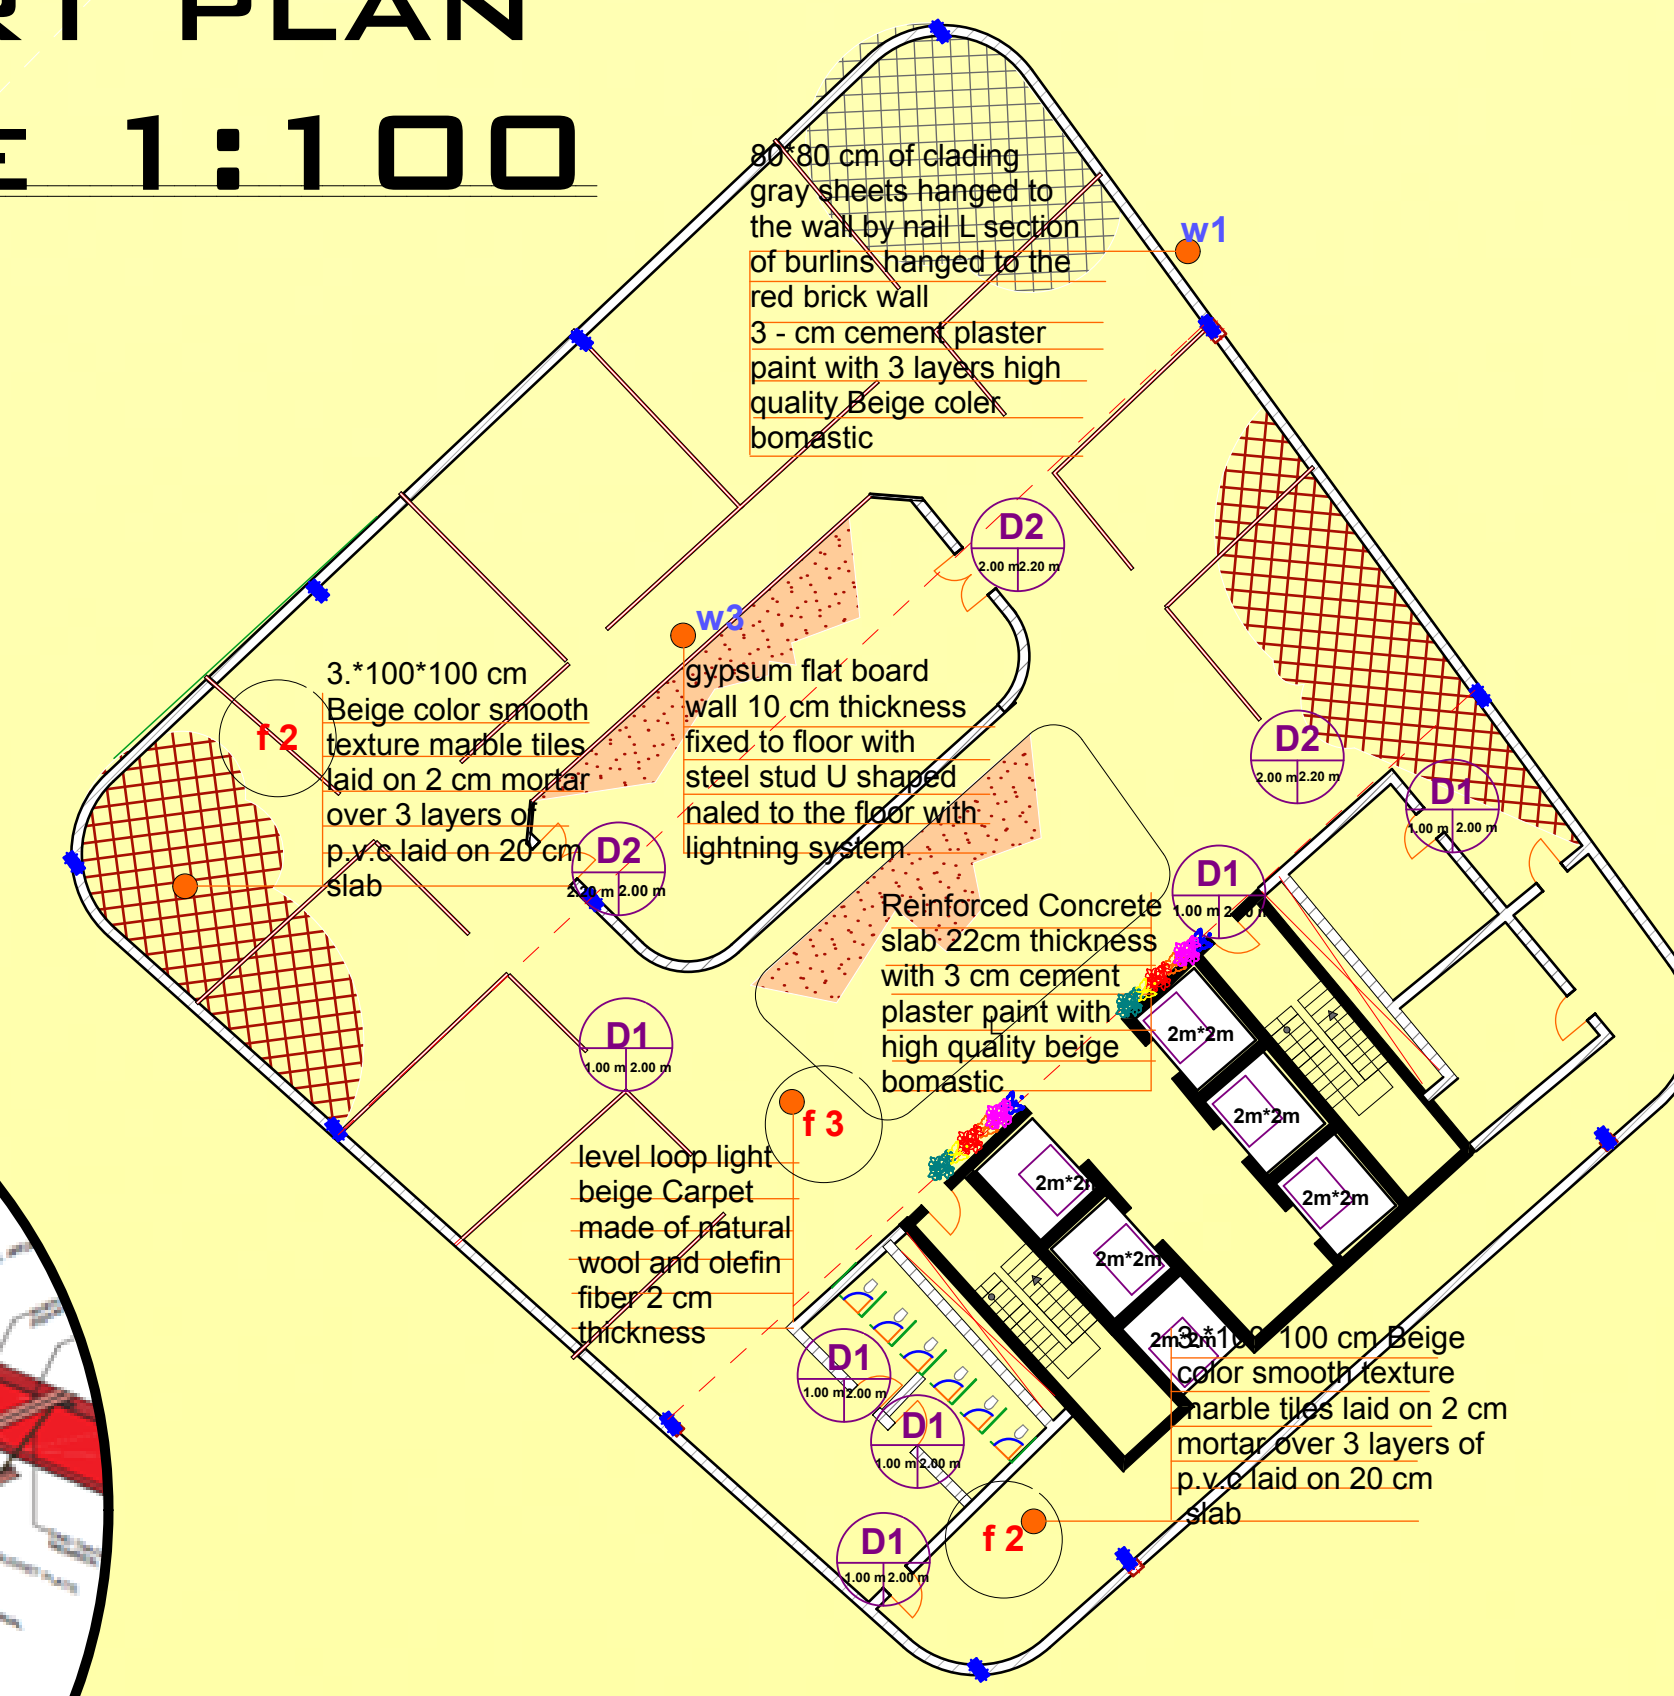 RT PLAN
E 1:100
80*80 cm of clading
gray sheets hanged to
the wall by nail L section
of burlins hanged to the
red brick wall
3 - cm cement plaster
paint with 3 layers high
quality Beige coler
bomastic
w1
D2
2.00 m 2.20 m
w3
gypsum flat board
wall 10 cm thickness
fixed to floor with
steel stud U shaped
naled to the floor with
lightning system
f 2
3.*100*100 cm
Beige color smooth
texture marble tiles
laid on 2 cm mortar
over 3 layers of
p.v.c laid on 20 cm
slab
D2
2.00 m 2.20 m
D1
1.00 m 2.00 m
D2
2.20 m 2.00 m
D1
1.00 m
Reinforced Concrete
slab 22cm thickness
with 3 cm cement
plaster paint with
high quality beige
bomastic
D1
1.00 m 2.00 m
2m*2m
2m*2m
2m*2m
2m*2m
2m*2m
2m*2m
f 3
level loop light
beige Carpet
made of natural
wool and olefin
fiber 2 cm
thickness
D1
1.00 m 2.00 m
D1
1.00 m 2.00 m
3.*100*100 cm Beige
color smooth texture
marble tiles laid on 2 cm
mortar over 3 layers of
p.v.c laid on 20 cm
slab
f 2
D1
1.00 m 2.00 m